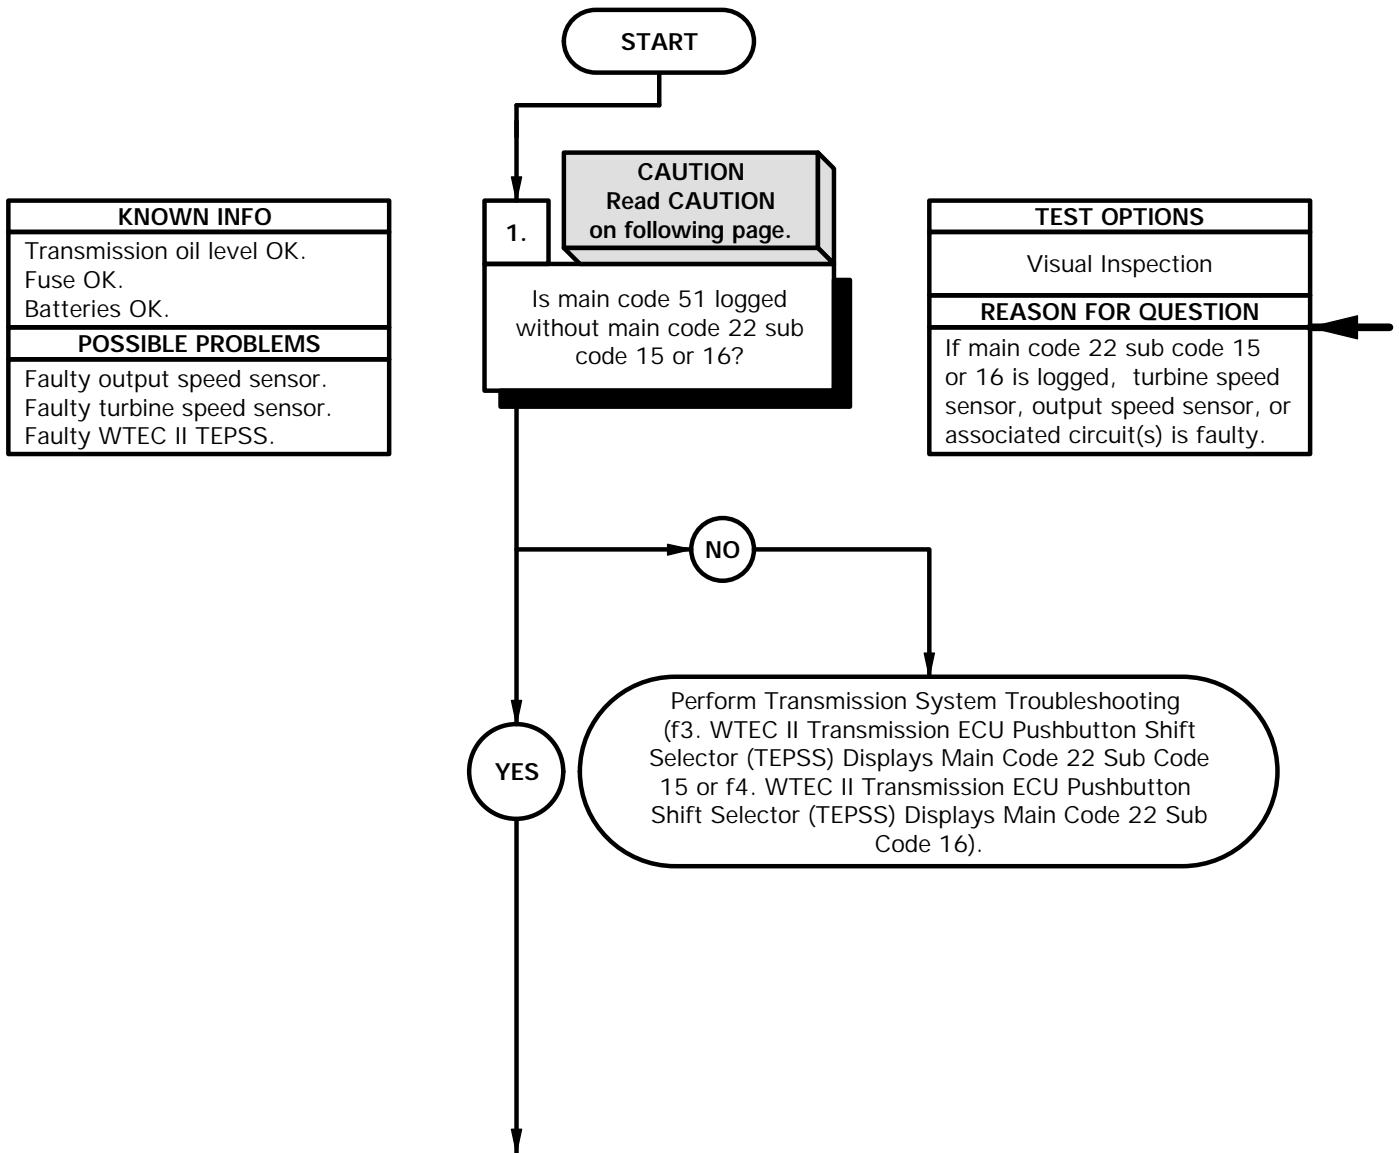 START
CAUTION
Read CAUTION
on following page.
KNOWN INFO
Transmission oil level OK.
Fuse OK.
Batteries OK.
POSSIBLE PROBLEMS
Faulty output speed sensor.
Faulty turbine speed sensor.
Faulty WTEC II TEPSS.
1.
Is main code 51 logged
without main code 22 sub
code 15 or 16?
TEST OPTIONS
Visual Inspection
REASON FOR QUESTION
If main code 22 sub code 15
or 16 is logged, turbine speed
sensor, output speed sensor, or
associated circuit(s) is faulty.
NO
Perform Transmission System Troubleshooting
(f3. WTEC II Transmission ECU Pushbutton Shift
Selector (TEPSS) Displays Main Code 22 Sub Code
15 or f4. WTEC II Transmission ECU Pushbutton
Shift Selector (TEPSS) Displays Main Code 22 Sub
Code 16).
YES